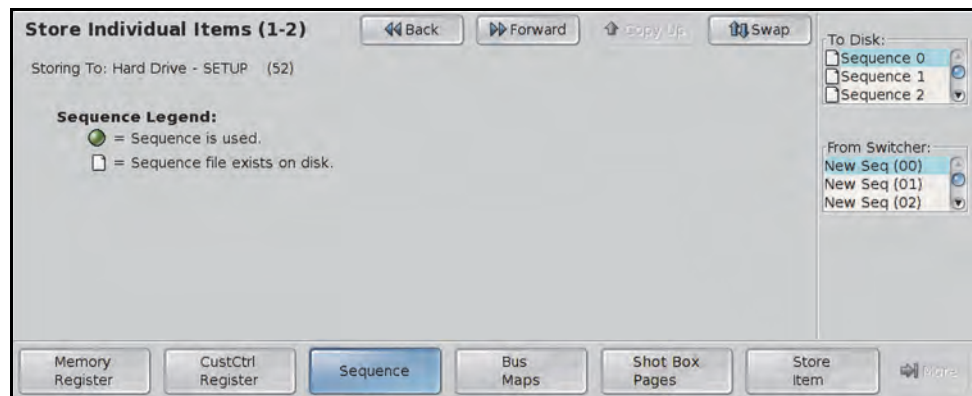 Store Individual Items (1-2)
Back
Forward
Copy Up
Swap
Storing To: Hard Drive - SETUP (52)
Sequence Legend:
= Sequence is used.
= Sequence file exists on disk.
To Disk:
Sequence 0
Sequence 1
Sequence 2
From Switcher:
New Seq (00)
New Seq (01)
New Seq (02)
Memory
Register
CustCtrl
Register
Sequence
Bus
Maps
Shot Box
Pages
Store
Item
More